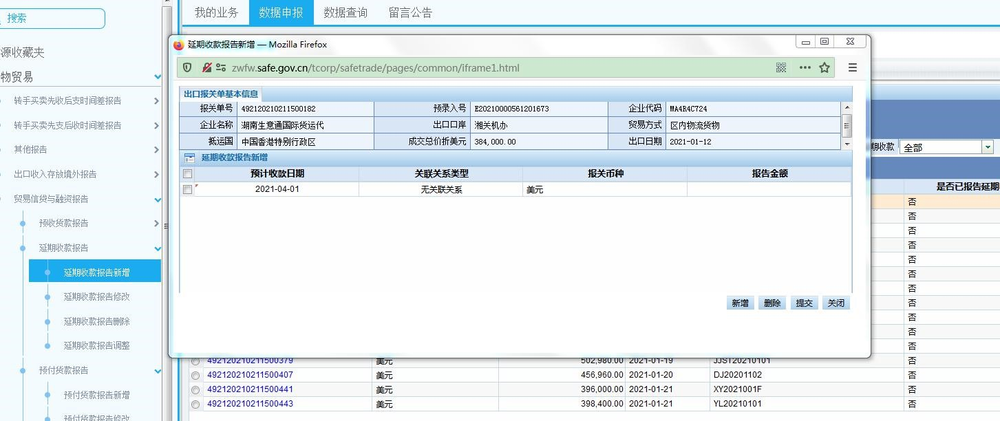 搜索
我的业务 数据申报 数据查询 留言公告
延期收款报告新增 — Mozilla Firefox
zwfw.safe.gov.cn/tcorp/safetrade/pages/common/iframe1.html
源收藏夹
物贸易
转手买卖先收后支时间差报告
转手买卖先支后收时间差报告
其他报告
出口收入存放境外报告
贸易信贷与融资报告
预收货款报告
延期收款报告
延期收款报告新增
延期收款报告修改
延期收款报告删除
延期收款报告调整
预付货款报告
预付货款报告新增
预付货款报告修改
出口报关单基本信息
报关单号 492120210211500182 预录入号 E20210000561201673 企业代码 MA4R4C724
企业名称 湖南生意通国际货运代 出口口岸 湘关机办 贸易方式 区内物流货物
抵运国 中国香港特别行政区 成交总价折美元 384,000.00 出口日期 2021-01-12
延期收款报告新增
预计收款日期 关联关系类型 报关币种 报告金额
2021-04-01 无关联关系 美元
新增 删除 提交 关闭
期收款 全部
是否已报告延期
否
否
否
否
否
否
否
否
否
否
否
492120210211500379 美元 502,980.00 2021-01-19 JJST20210101 否
492120210211500407 美元 456,960.00 2021-01-20 DJ20201102 否
492120210211500441 美元 396,000.00 2021-01-21 XY2021001F 否
492120210211500443 美元 398,400.00 2021-01-21 YL20210101 否